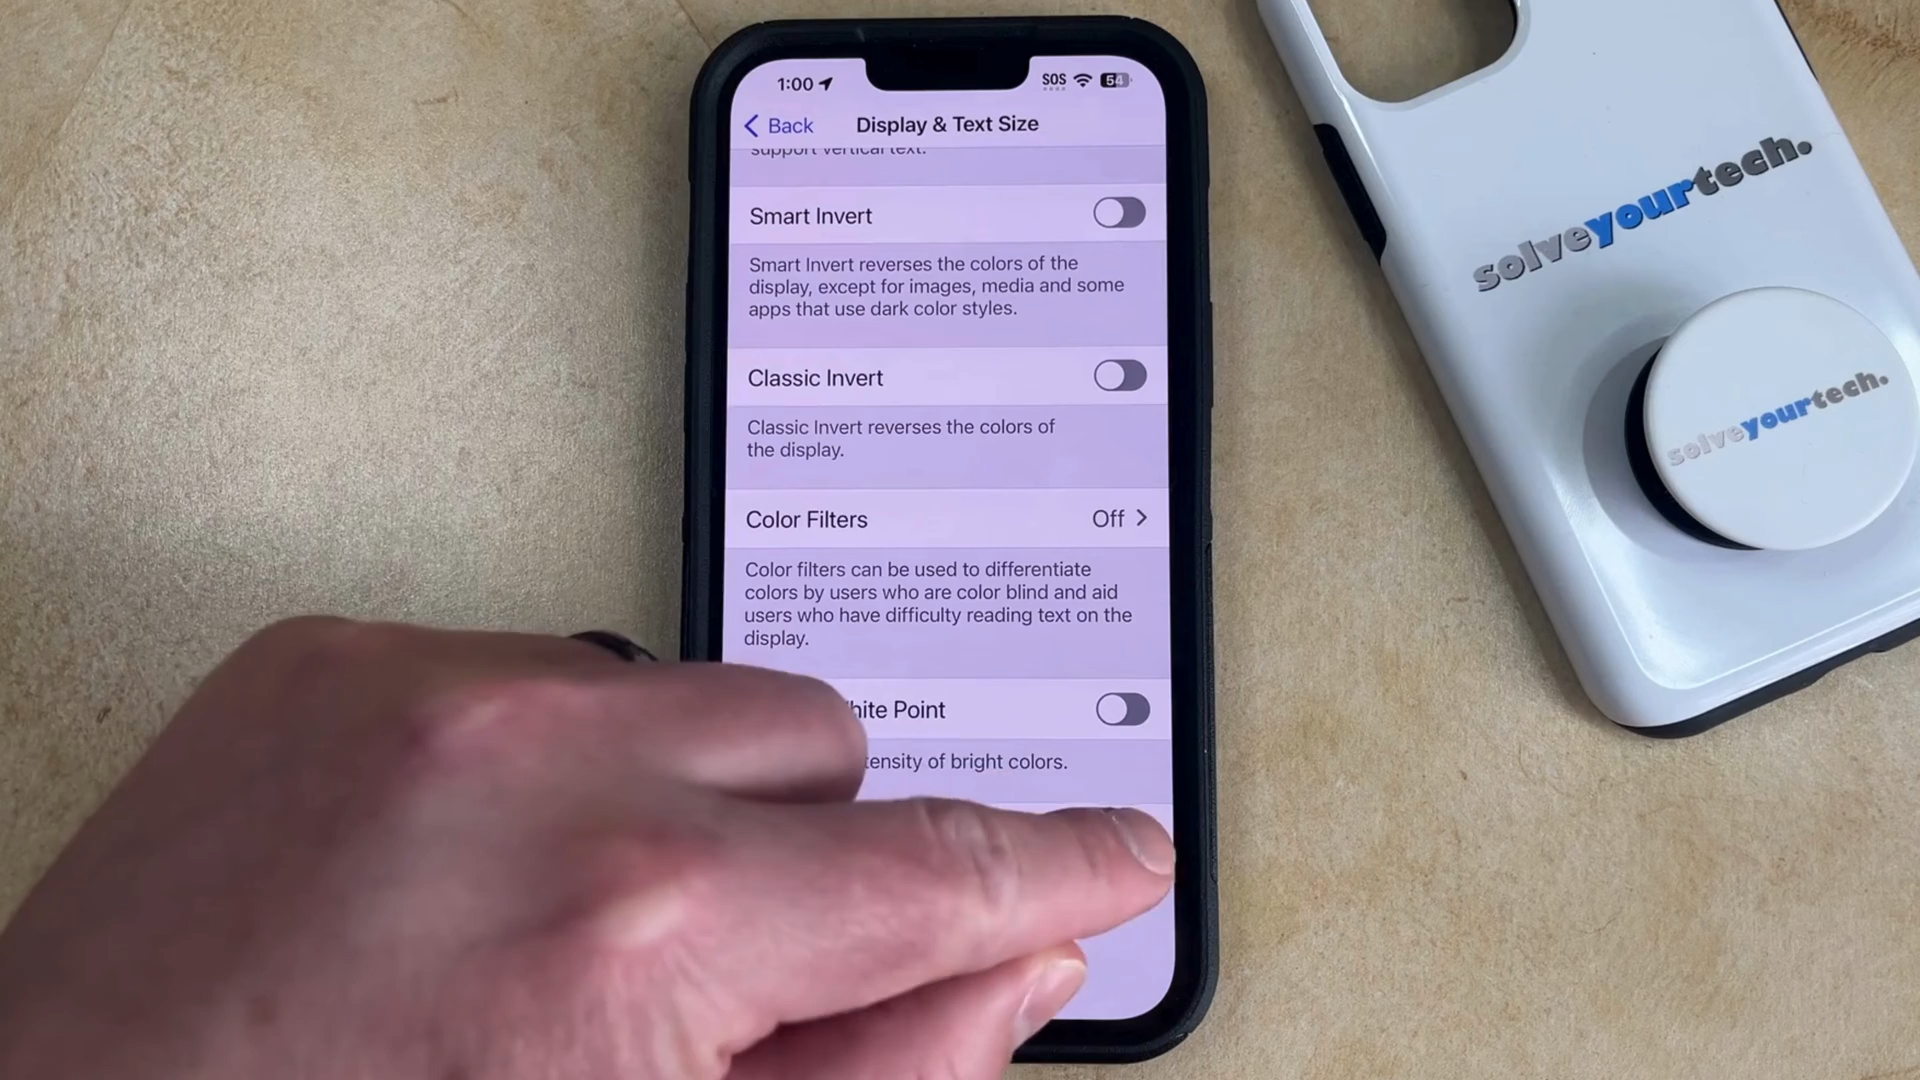 1:00
SOS
54
Back
Display & Text Size
support vertical text.
Smart Invert
Smart Invert reverses the colors of the
display, except for images, media and some
apps that use dark color styles.
Classic Invert
Classic Invert reverses the colors of
the display.
Color Filters
Off
Color filters can be used to differentiate
colors by users who are color blind and aid
users who have difficulty reading text on the
display.
hite Point
tensity of bright colors.
solveyourtech.
solveyourtech.